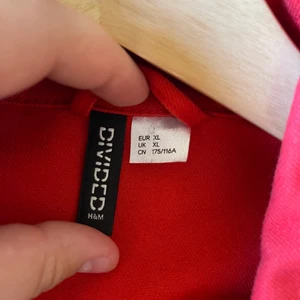 DIVIDED
H&M
EUR XL
UK XL
CN 175/116A